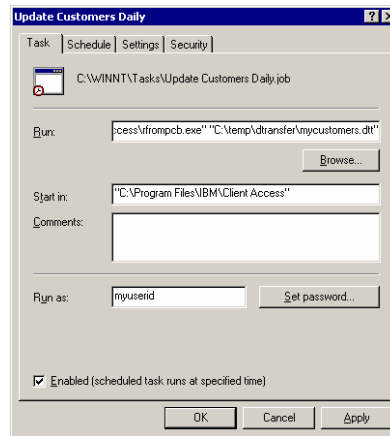 Update Customers Daily
Task Schedule Settings Security
C:\WINNT\Tasks\Update Customers Daily.job
Run: ccess\rfrompcb.exe" "C:\temp\dtransfer\mycustomers.dtt"
Browse...
Start in: "C:\Program Files\IBM\Client Access"
Comments:
Run as: myuserid Set password...
Enabled (scheduled task runs at specified time)
OK Cancel Apply